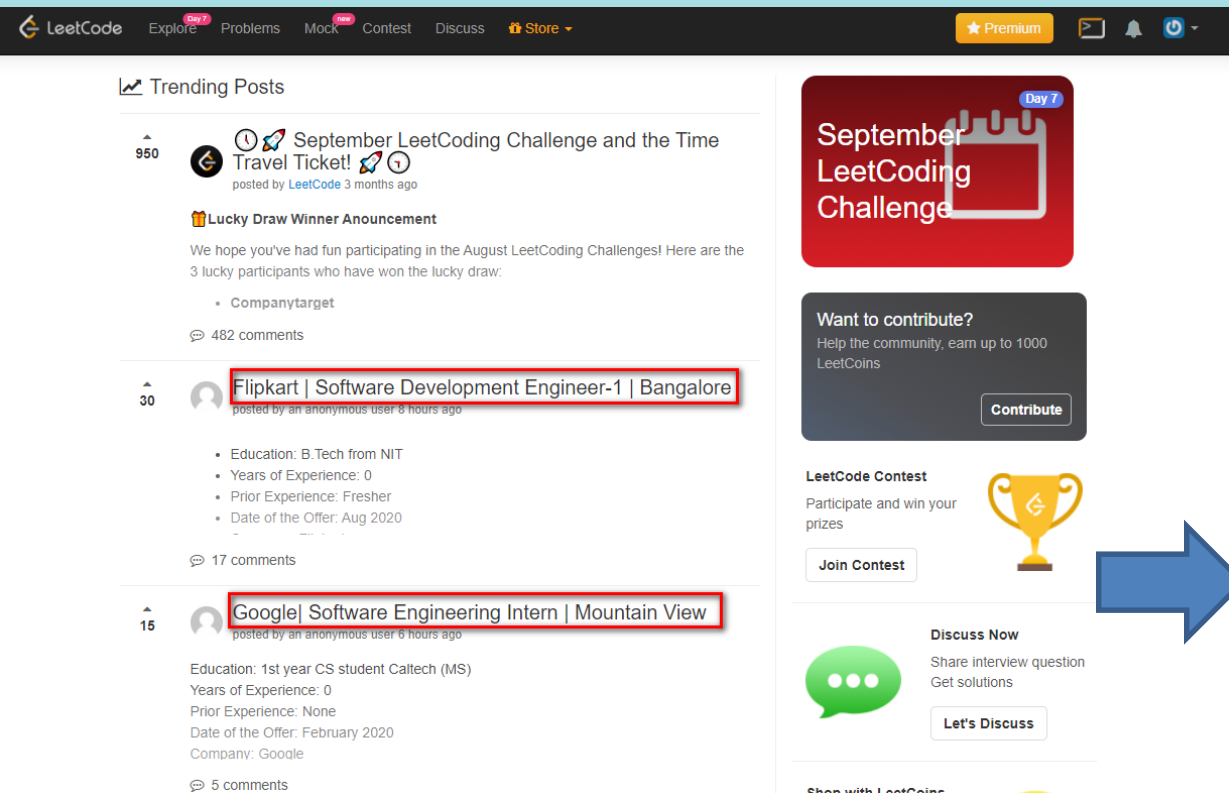 LeetCode Explore Day 7 Problems Mock new Contest Discuss Store Premium
Trending Posts
950
September LeetCoding Challenge and the Time
Travel Ticket!
posted by LeetCode 3 months ago
Lucky Draw Winner Anouncement
We hope you've had fun participating in the August LeetCoding Challenges! Here are the
3 lucky participants who have won the lucky draw:
• Companytarget
482 comments
30
Flipkart | Software Development Engineer-1 | Bangalore
posted by an anonymous user 8 hours ago
• Education: B.Tech from NIT
• Years of Experience: 0
• Prior Experience: Fresher
• Date of the Offer: Aug 2020
17 comments
15
Google| Software Engineering Intern | Mountain View
posted by an anonymous user 6 hours ago
Education: 1st year CS student Caltech (MS)
Years of Experience: 0
Prior Experience: None
Date of the Offer: February 2020
Company: Google
5 comments
Day 7
September
LeetCoding
Challenge
Want to contribute?
Help the community, earn up to 1000
LeetCoins
Contribute
LeetCode Contest
Participate and win your
prizes
Join Contest
Discuss Now
Share interview question
Get solutions
Let's Discuss
Shop with LeetCoins